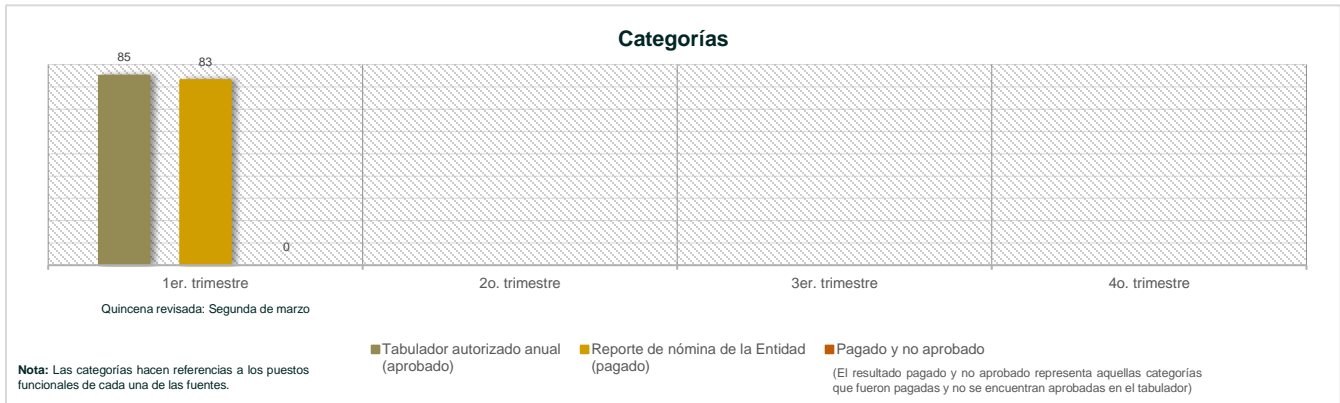 Categorías
85
83
0
1er. trimestre
2o. trimestre
3er. trimestre
4o. trimestre
Quincena revisada: Segunda de marzo
Tabulador autorizado anual
(aprobado)
Reporte de nómina de la Entidad
(pagado)
Pagado y no aprobado
(El resultado pagado y no aprobado representa aquellas categorías
que fueron pagadas y no se encuentran aprobadas en el tabulador)
Nota: Las categorías hacen referencias a los puestos
funcionales de cada una de las fuentes.